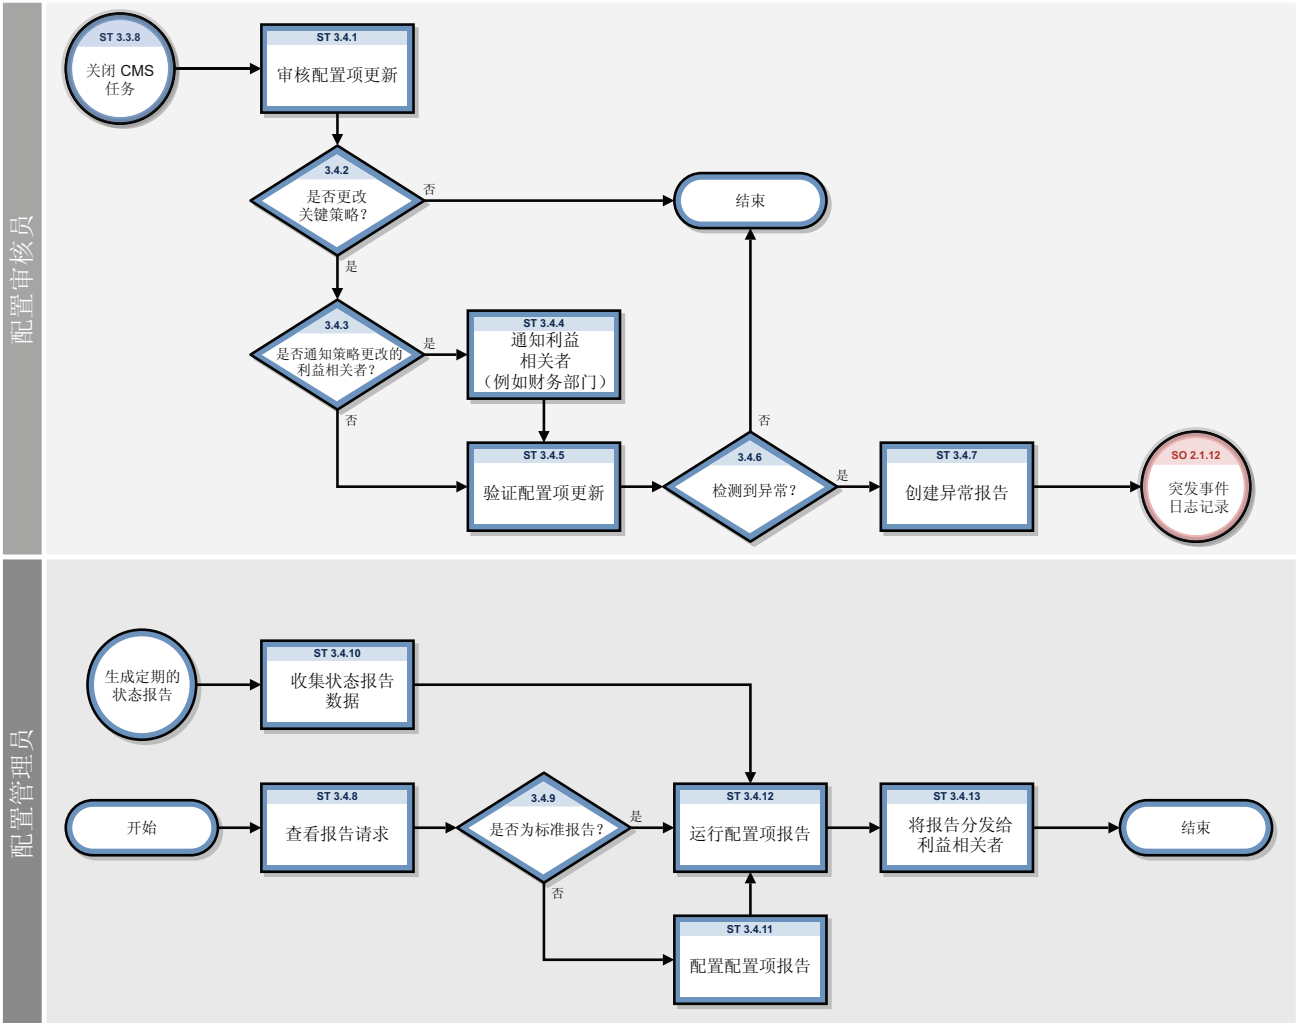 配置审核员
ST 3.3.8
关闭 CMS
任务
ST 3.4.1
审核配置项更新
3.4.2
是否更改
关键策略？
否
结束
是
3.4.3
是否通知策略更改的
利益相关者？
是
ST 3.4.4
通知利益
相关者
（例如财务部门）
否
ST 3.4.5
验证配置项更新
否
3.4.6
检测到异常？
是
ST 3.4.7
创建异常报告
SO 2.1.12
突发事件
日志记录
配置管理员
生成定期的
状态报告
ST 3.4.10
收集状态报告
数据
开始
ST 3.4.8
查看报告请求
3.4.9
是否为标准报告？
是
ST 3.4.12
运行配置项报告
ST 3.4.13
将报告分发给
利益相关者
结束
否
ST 3.4.11
配置配置项报告